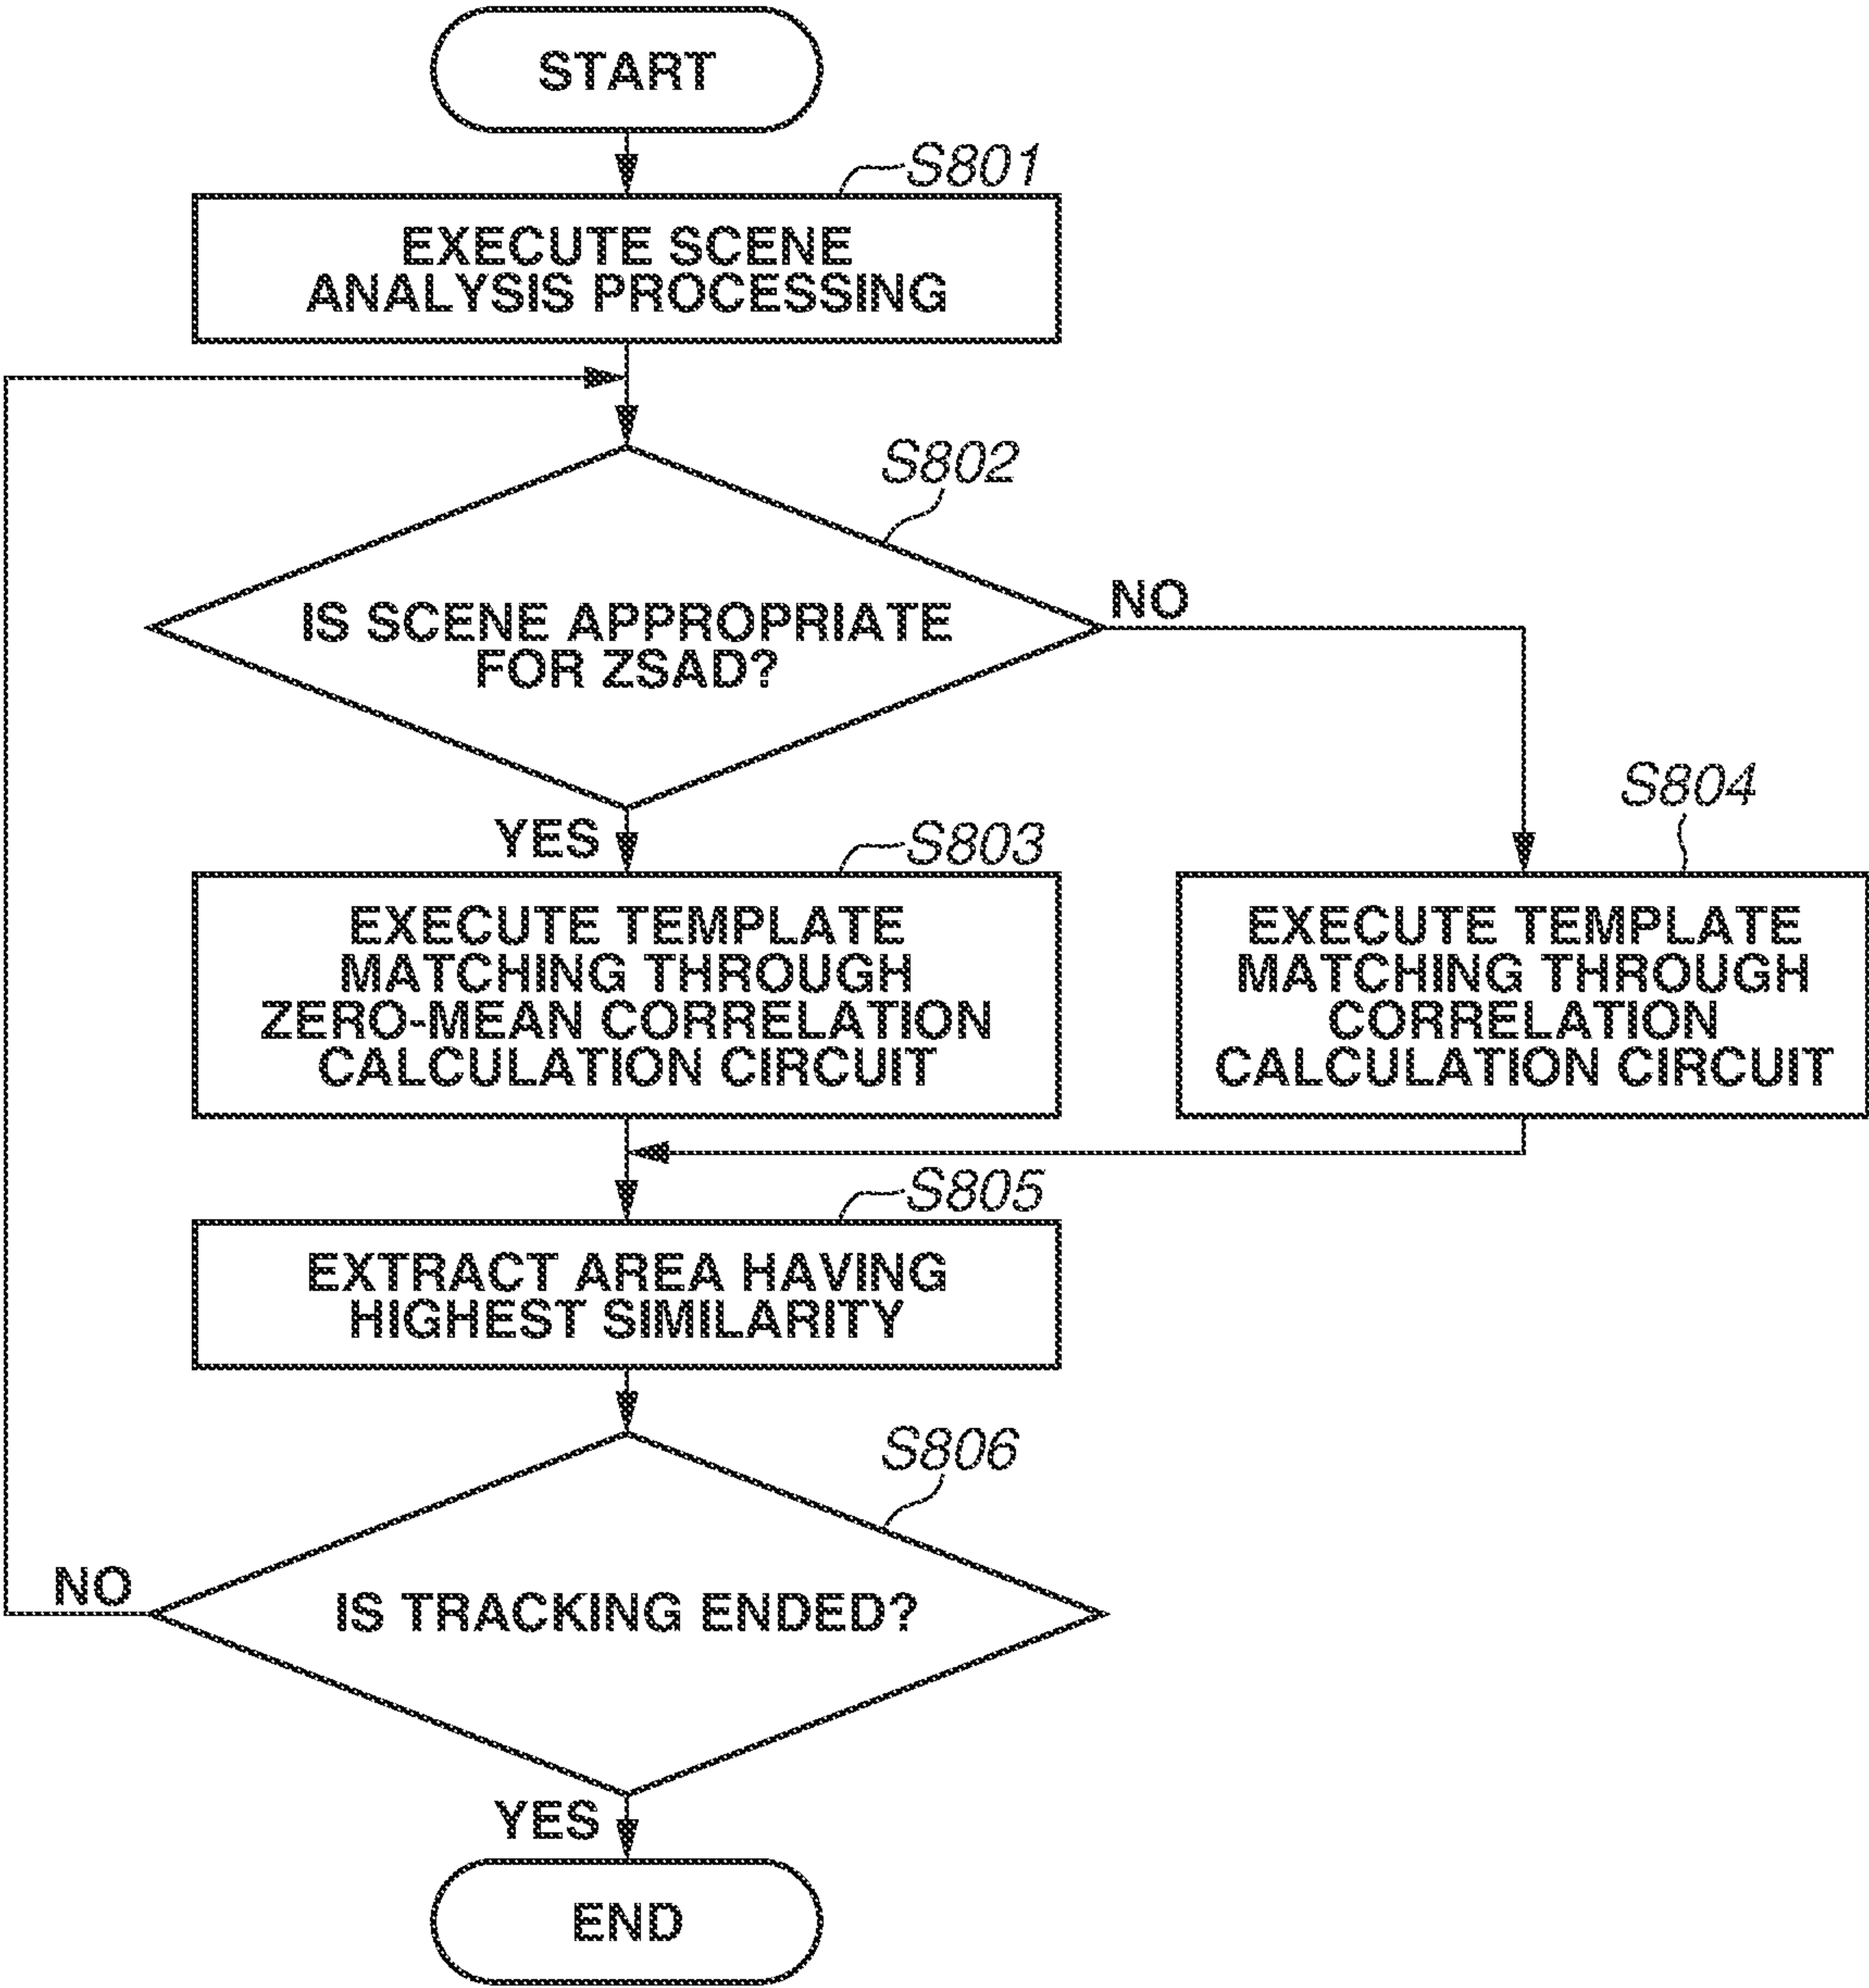 START
S801
EXECUTE SCENE
ANALYSIS PROCESSING
S802
IS SCENE APPROPRIATE
FOR ZSAD?
NO
YES
S803
EXECUTE TEMPLATE
MATCHING THROUGH
ZERO-MEAN CORRELATION
CALCULATION CIRCUIT
S804
EXECUTE TEMPLATE
MATCHING THROUGH
CORRELATION
CALCULATION CIRCUIT
S805
EXTRACT AREA HAVING
HIGHEST SIMILARITY
S806
IS TRACKING ENDED?
NO
YES
END